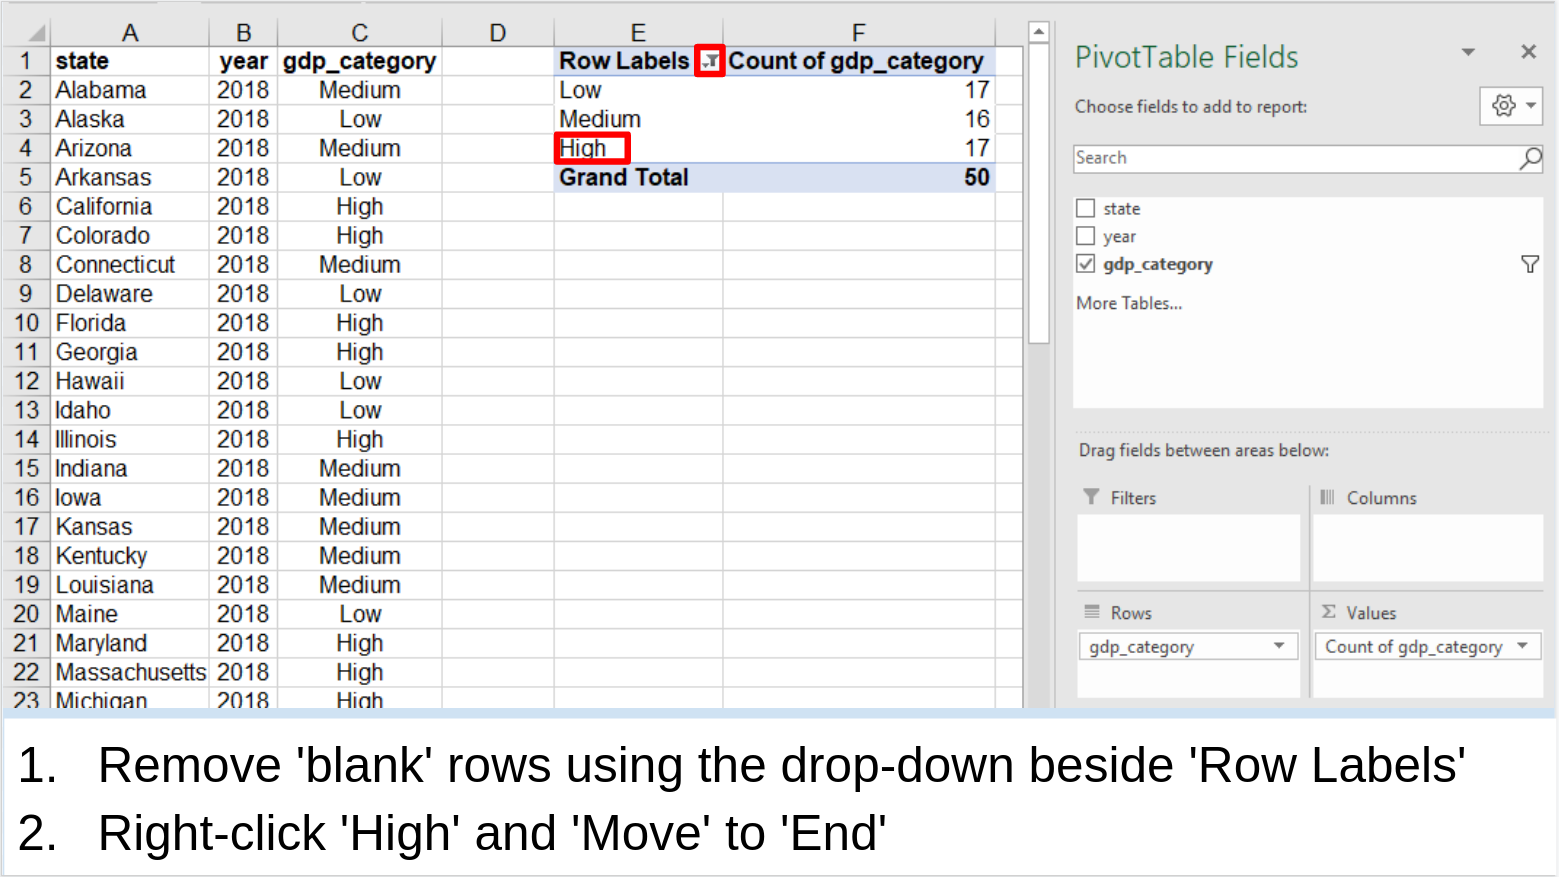 A B C D E F
1 state year gdp_category Row Labels Count of gdp_category
2 Alabama 2018 Medium Low 17
3 Alaska 2018 Low Medium 16
4 Arizona 2018 Medium High 17
5 Arkansas 2018 Low Grand Total 50
6 California 2018 High
7 Colorado 2018 High
8 Connecticut 2018 Medium
9 Delaware 2018 Low
10 Florida 2018 High
11 Georgia 2018 High
12 Hawaii 2018 Low
13 Idaho 2018 Low
14 Illinois 2018 High
15 Indiana 2018 Medium
16 Iowa 2018 Medium
17 Kansas 2018 Medium
18 Kentucky 2018 Medium
19 Louisiana 2018 Medium
20 Maine 2018 Low
21 Maryland 2018 High
22 Massachusetts 2018 High
23 Michigan 2018 High
PivotTable Fields
Choose fields to add to report:
Search
state
year
gdp_category
More Tables...
Drag fields between areas below:
Filters
Columns
Rows
Σ Values
gdp_category
Count of gdp_category
1. Remove 'blank' rows using the drop-down beside 'Row Labels'
2. Right-click 'High' and 'Move' to 'End'